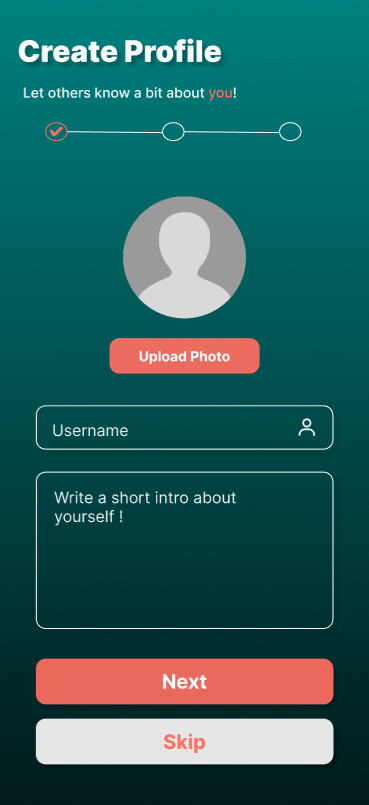 Create Profile
Let others know a bit about you!
Upload Photo
Username
Write a short intro about
yourself !
Next
Skip